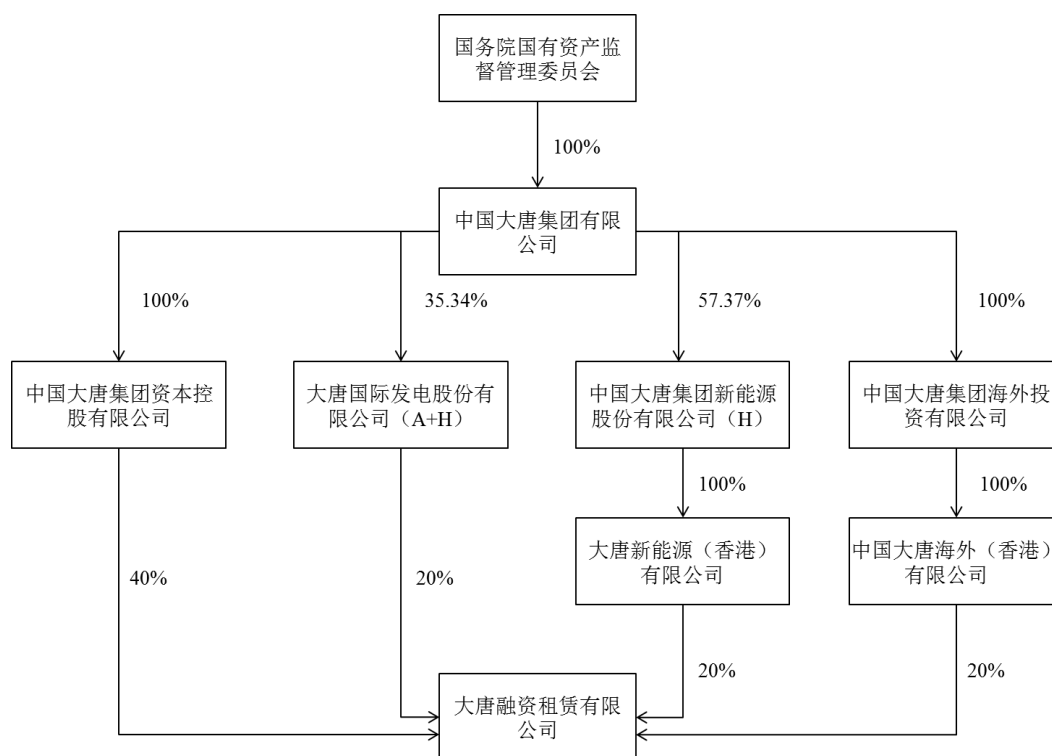 国务院国有资产监
督管理委员会
100%
中国大唐集团有限
公司
100%
35.34%
57.37%
100%
中国大唐集团资本控
股有限公司
大唐国际发电股份有
限公司（A+H）
中国大唐集团新能源
股份有限公司（H）
中国大唐集团海外投
资有限公司
100%
100%
大唐新能源（香港）
有限公司
中国大唐海外（香港）
有限公司
40%
20%
20%
20%
大唐融资租赁有限
公司